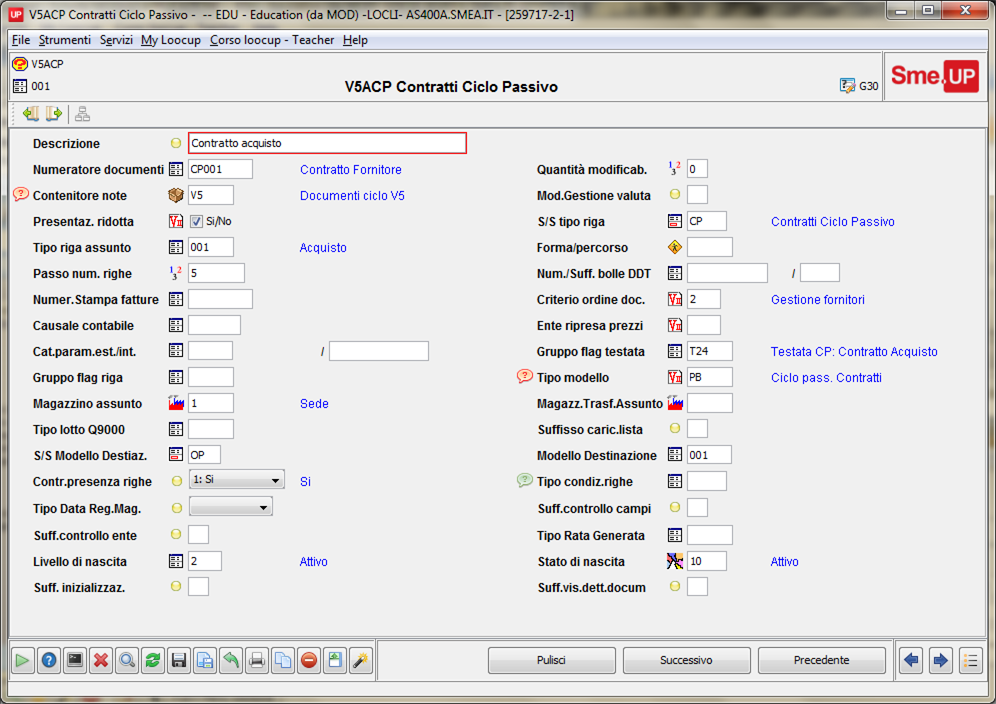 UP V5ACP Contratti Ciclo Passivo -  -- EDU - Education (da MOD) -LOCLI- AS400A.SMEA.IT - [259717-2-1]
File Strumenti Servizi My Loocup Corso loocup - Teacher Help
V5ACP
001
V5ACP Contratti Ciclo Passivo
G30
Sme.UP
Descrizione Contratto acquisto
Numeratore documenti CP001 Contratto Fornitore Quantità modificab. 0
Contenitore note V5 Documenti ciclo V5 Mod.Gestione valuta
Presentaz. ridotta Si/No S/S tipo riga CP Contratti Ciclo Passivo
Tipo riga assunto 001 Acquisto Forma/percorso
Passo num. righe 5 Num./Suff. bolle DDT /
Numer.Stampa fatture Criterio ordine doc. 2 Gestione fornitori
Causale contabile Ente ripresa prezzi
Cat.param.est./int. / Gruppo flag testata T24 Testata CP: Contratto Acquisto
Gruppo flag riga Tipo modello PB Ciclo pass. Contratti
Magazzino assunto 1 Sede Magazz.Trasf.Assunto
Tipo lotto Q9000 Suffisso caric.lista
S/S Modello Destiaz. OP Modello Destinazione 001
Contr.presenza righe 1: Si Si Tipo condiz.righe
Tipo Data Reg.Mag. Suff.controllo campi
Suff.controllo ente Tipo Rata Generata
Livello di nascita 2 Attivo Stato di nascita 10 Attivo
Suff. inizializzaz. Suff.vis.dett.docum
Pulisci Successivo Precedente